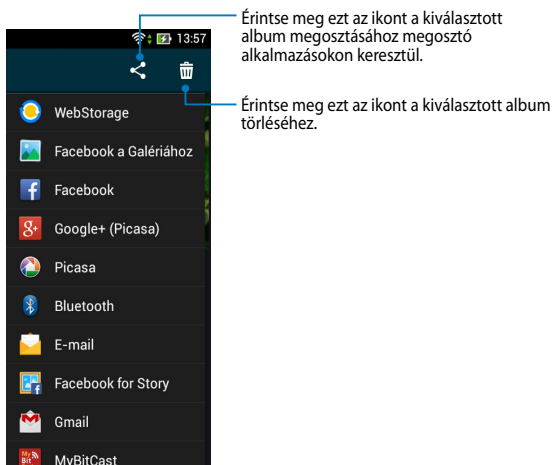 Érintse meg ezt az ikont a kiválasztott
album megosztásához megosztó
alkalmazásokon keresztül.
13:57
Érintse meg ezt az ikont a kiválasztott album
törléséhez.
WebStorage
Facebook a Galériához
Facebook
Google+ (Picasa)
Picasa
Bluetooth
E-mail
Facebook for Story
Gmail
MyBitCast